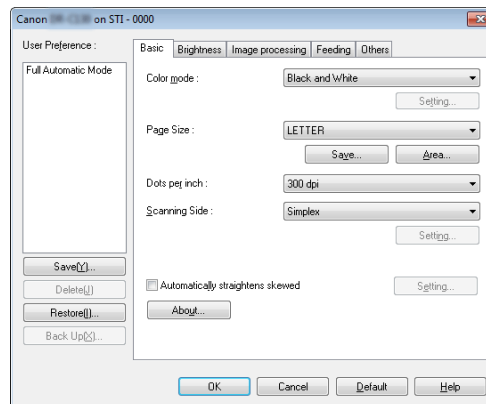 Canon on STI - 0000
User Preference :
Full Automatic Mode
Save(Y)...
Delete(J)
Restore(I)...
Back Up(X)...
Basic
Brightness
Image processing
Feeding
Others
Color mode :
Black and White
Setting...
Page Size :
LETTER
Save...
Area...
Dots per inch :
300 dpi
Scanning Side :
Simplex
Setting...
Automatically straightens skewed
Setting...
About...
OK
Cancel
Default
Help